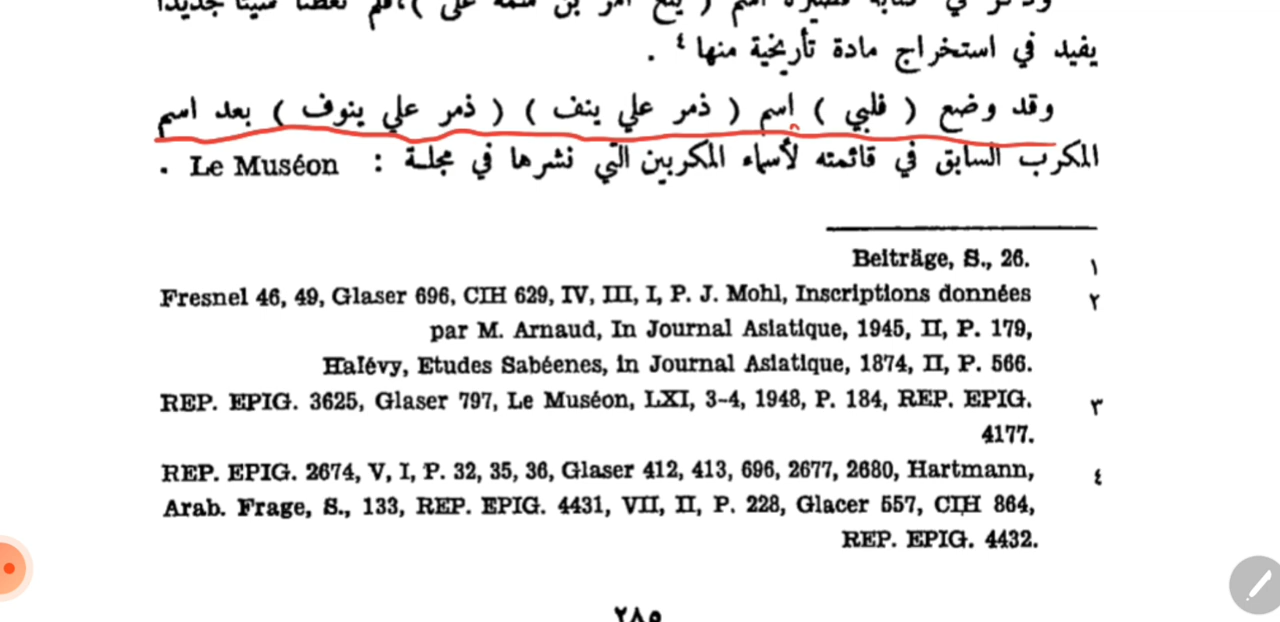 يفيد في استخراج مادة تأريخية منها ٤ .
وقد وضع ( فلبي ) اسم ( ذمر علي ينف ) ( ذمر علي ينوف ) بعد اسم
المكرب السابق في قائمته لأسماء المكربين التي نشرها في مجلة : Le Muséon .
١ Beiträge, S., 26.
٢ Fresnel 46, 49, Glaser 696, CIH 629, IV, III, I, P. J. Mohl, Inscriptions données
par M. Arnaud, In Journal Asiatique, 1945, II, P. 179,
Halévy, Etudes Sabéenes, in Journal Asiatique, 1874, II, P. 566.
٣ REP. EPIG. 3625, Glaser 797, Le Muséon, LXI, 3-4, 1948, P. 184, REP. EPIG.
4177.
٤ REP. EPIG. 2674, V, I, P. 32, 35, 36, Glaser 412, 413, 696, 2677, 2680, Hartmann,
Arab. Frage, S., 133, REP. EPIG. 4431, VII, II, P. 228, Glacer 557, CIH 864,
REP. EPIG. 4432.
٢٨٥